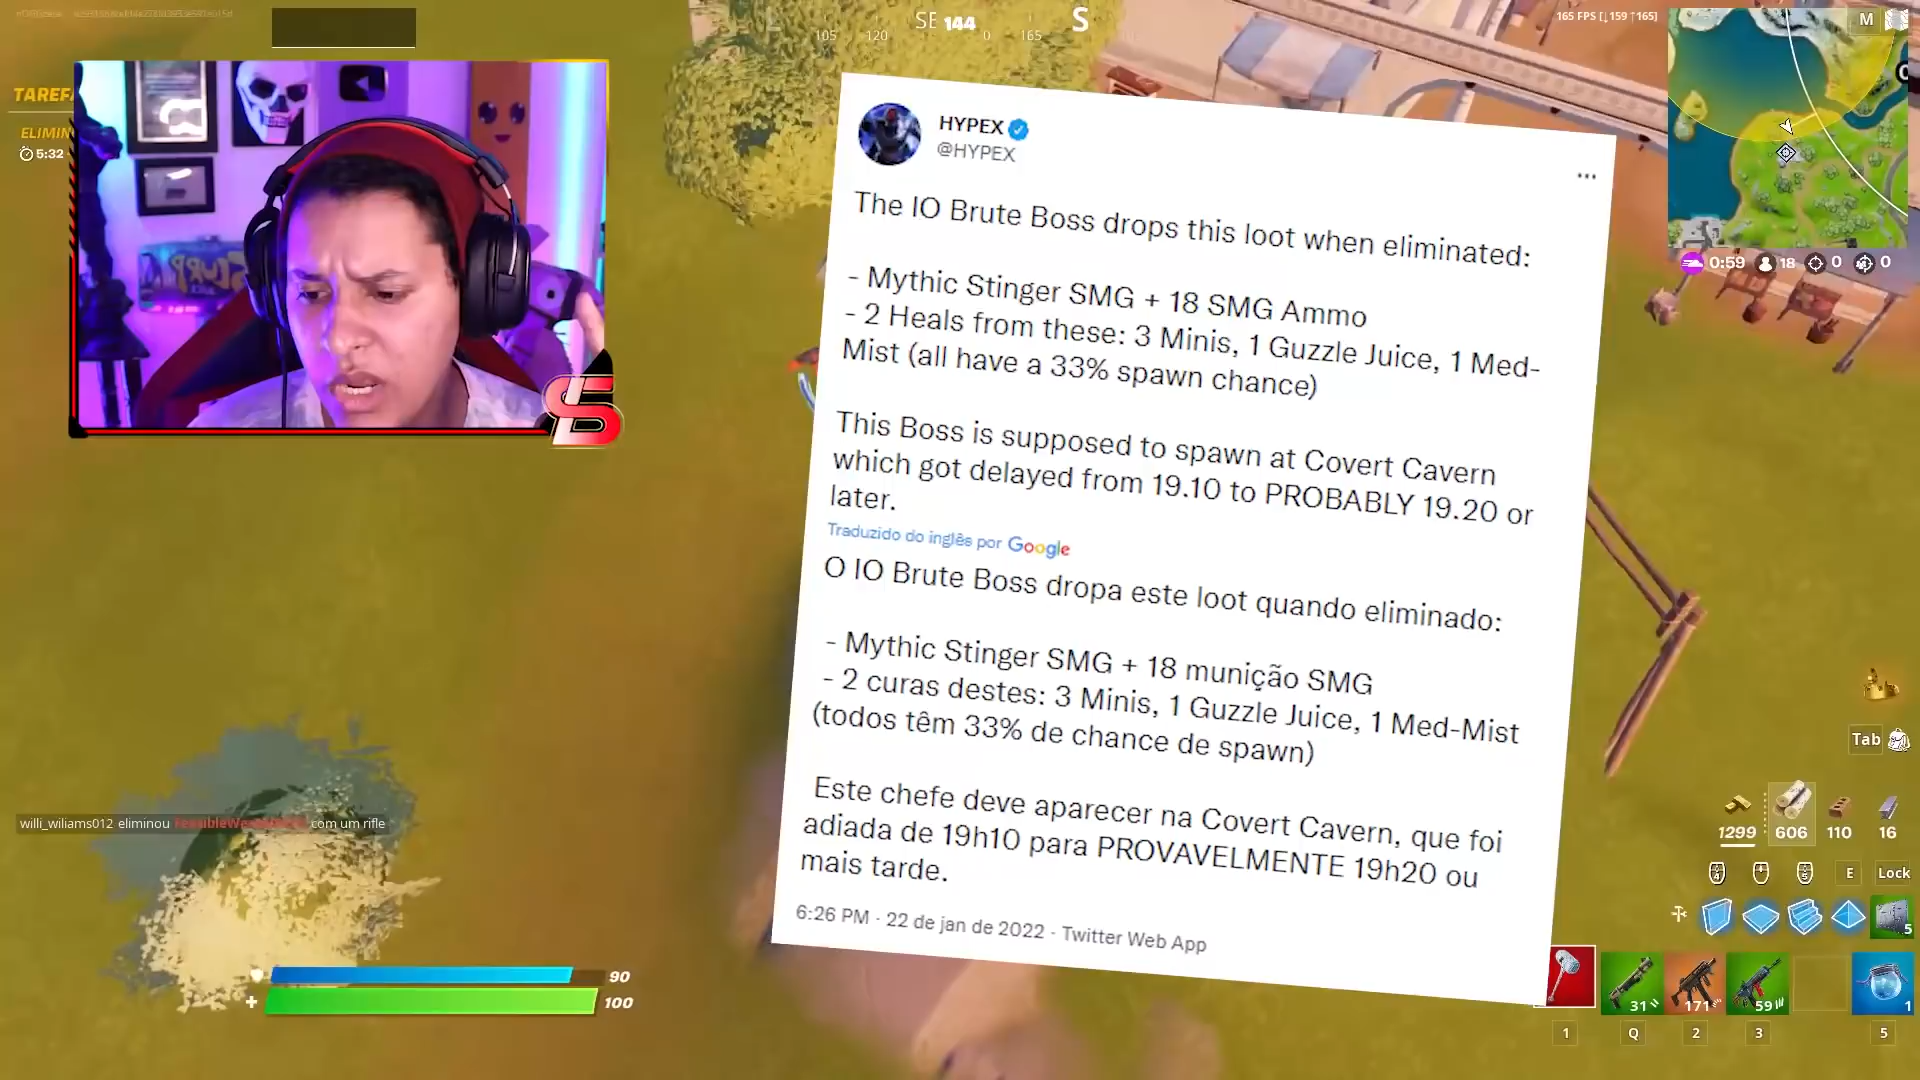 105 120 SE 144 0 165 S
165 FPS [↓159 ↑165]
M
TAREFA
ELIMIN
5:32
0:59 18 0 0
HYPEX
@HYPEX
...
The IO Brute Boss drops this loot when eliminated:
- Mythic Stinger SMG + 18 SMG Ammo
- 2 Heals from these: 3 Minis, 1 Guzzle Juice, 1 Med-
Mist (all have a 33% spawn chance)
This Boss is supposed to spawn at Covert Cavern
which got delayed from 19.10 to PROBABLY 19.20 or
later.
Traduzido do inglês por Google
O IO Brute Boss dropa este loot quando eliminado:
- Mythic Stinger SMG + 18 munição SMG
- 2 curas destes: 3 Minis, 1 Guzzle Juice, 1 Med-Mist
(todos têm 33% de chance de spawn)
Este chefe deve aparecer na Covert Cavern, que foi
adiada de 19h10 para PROVAVELMENTE 19h20 ou
mais tarde.
6:26 PM · 22 de jan de 2022 · Twitter Web App
willi_wiliams012 eliminou com um rifle
90
100
Tab
1299 606 110 16
4 5 E Lock
5
31 171 59 1
1 Q 2 3 5